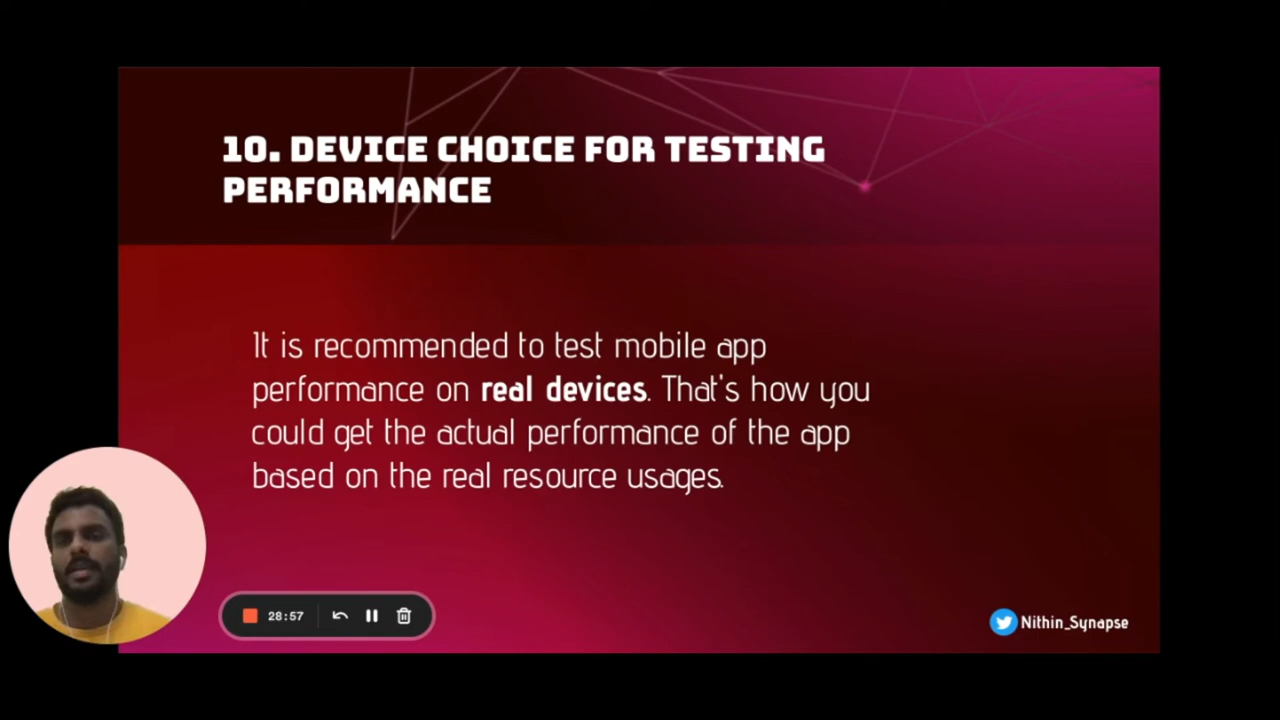 10. DEVICE CHOICE FOR TESTING
PERFORMANCE
It is recommended to test mobile app
performance on real devices. That's how you
could get the actual performance of the app
based on the real resource usages.
28:57
Nithin_Synapse